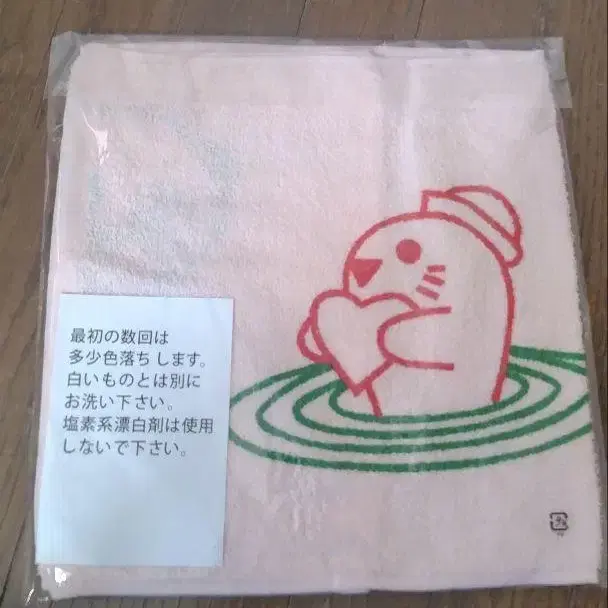 最初の数回は
多少色落ちします。
白いものとは別に
お洗い下さい。
塩素系漂白剤は使用
しないで下さい。